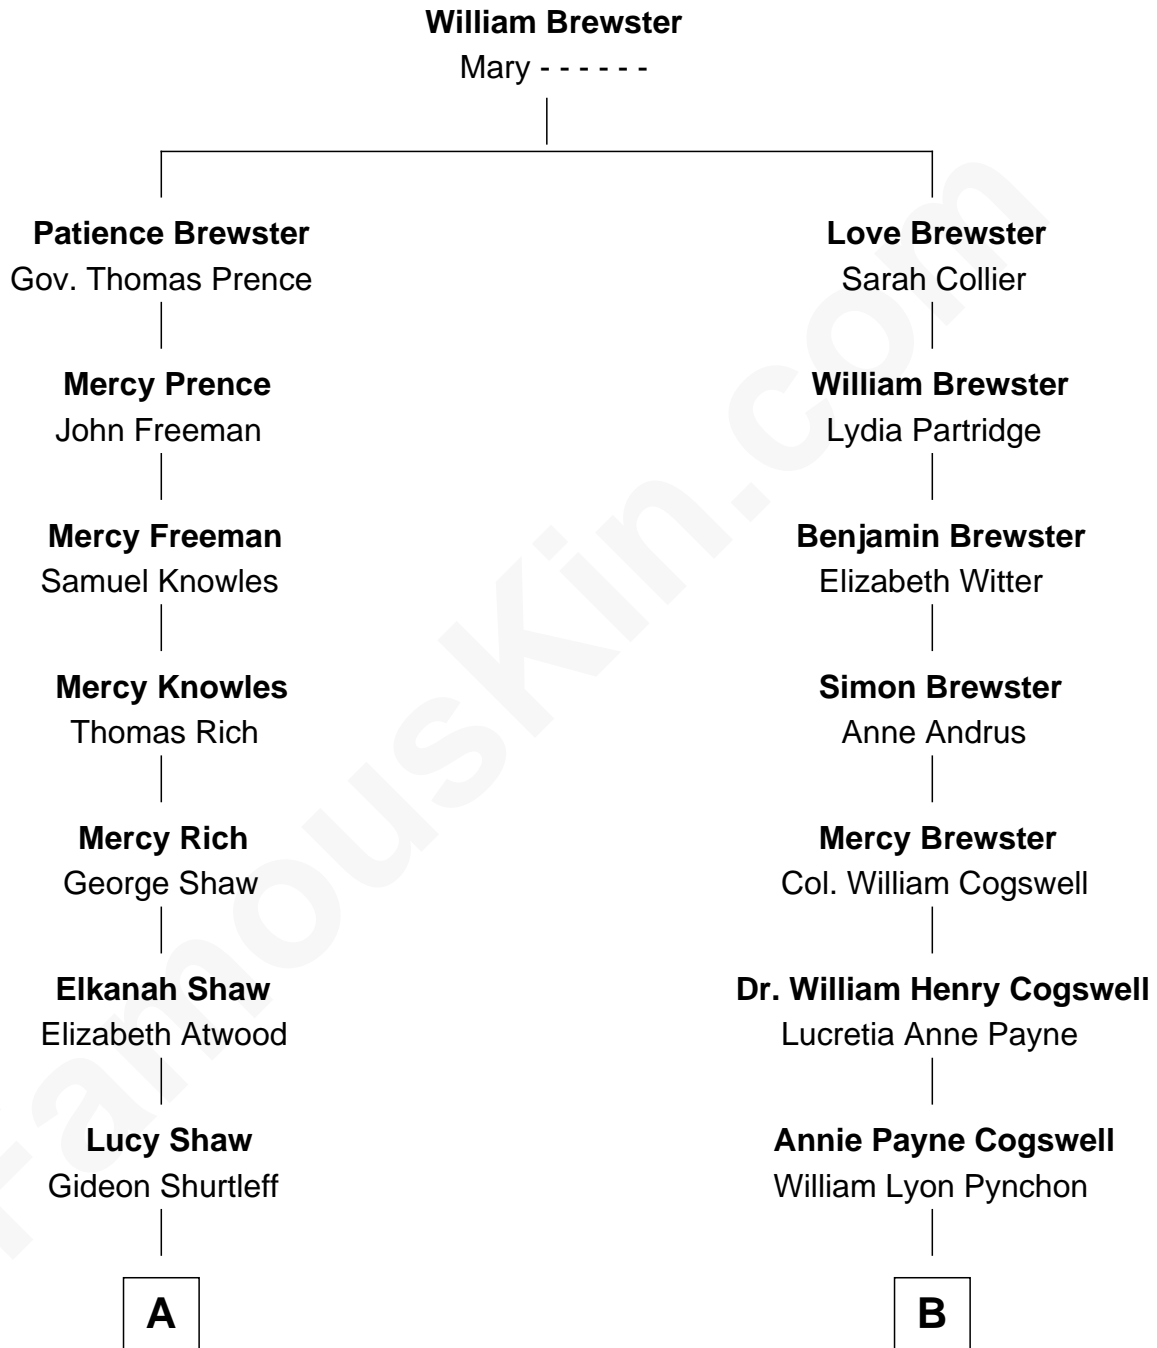 William Brewster
Mary - - - - - -
Patience Brewster
Gov. Thomas Prence
Love Brewster
Sarah Collier
Mercy Prence
John Freeman
William Brewster
Lydia Partridge
Mercy Freeman
Samuel Knowles
Benjamin Brewster
Elizabeth Witter
Mercy Knowles
Thomas Rich
Simon Brewster
Anne Andrus
Mercy Rich
George Shaw
Mercy Brewster
Col. William Cogswell
Elkanah Shaw
Elizabeth Atwood
Dr. William Henry Cogswell
Lucretia Anne Payne
Lucy Shaw
Gideon Shurtleff
Annie Payne Cogswell
William Lyon Pynchon
A
B
FamousKin.com